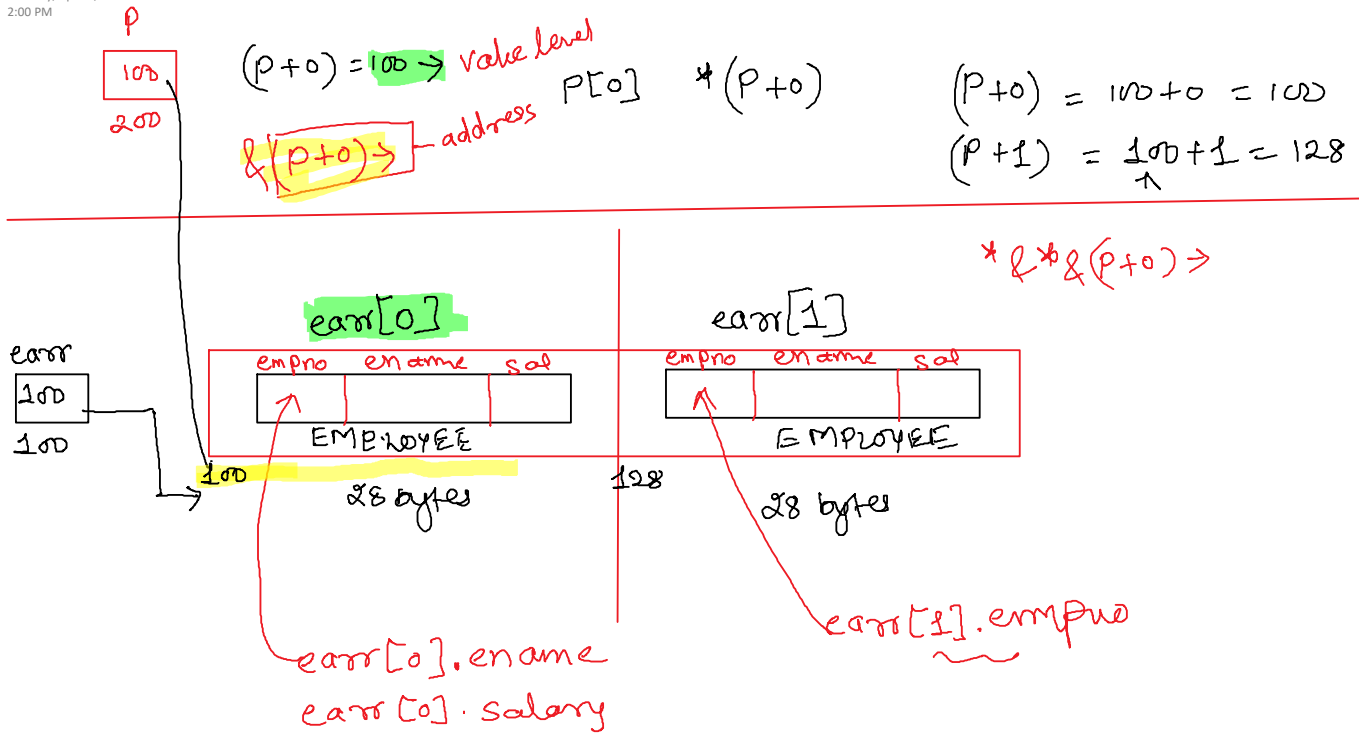 2:00 PM
P
100
200
(P+0) = 100 → value level
&(P+0)→ address
P[0] *(P+0)
(P+0) = 100+0 = 100
(P+1) = 100+1 = 128
*&*&(P+0)→
earr[0]
earr[1]
earr
100
100
empno ename sal
EMPLOYEE
empno ename sal
EMPLOYEE
100
28 bytes
128
28 bytes
earr[0].ename
earr[0].salary
earr[1].empno